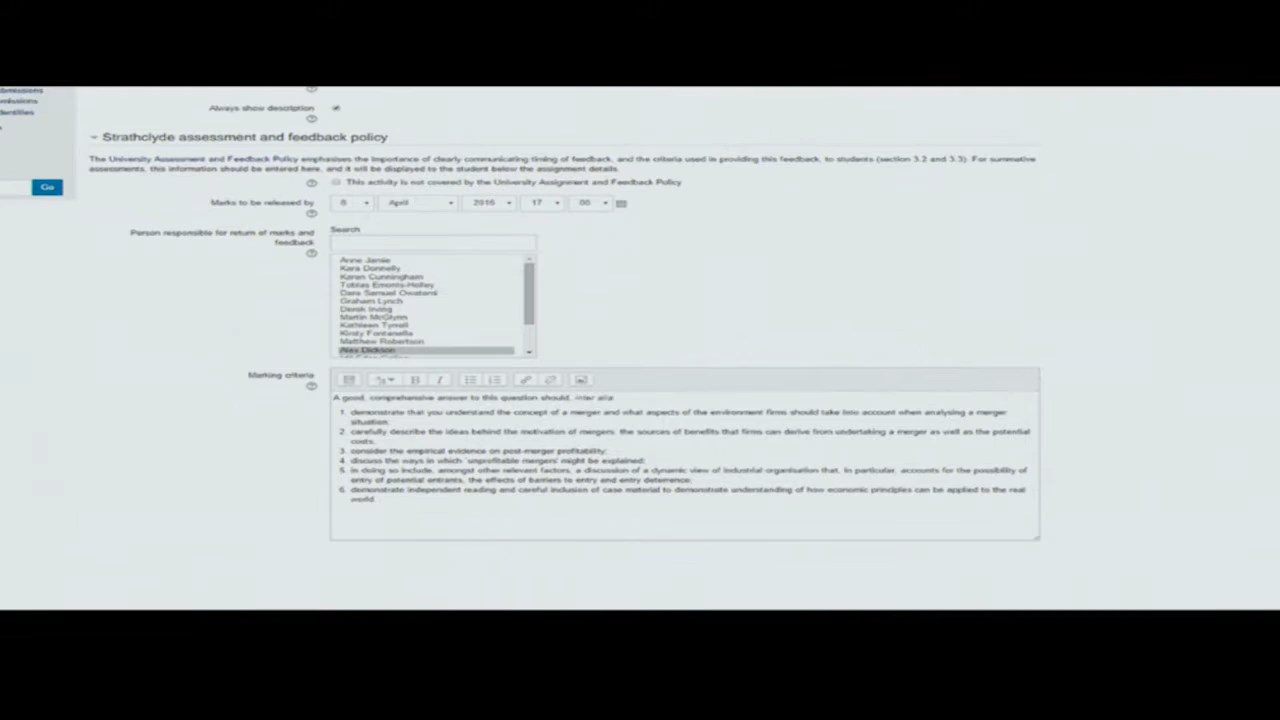 Always show description
Strathclyde assessment and feedback policy
The University Assessment and Feedback Policy emphasises the importance of clearly communicating timing of feedback, and the criteria used in providing this feedback, to students (section 3.2 and 3.3). For summative
assessments, this information should be entered here, and it will be displayed to the student below the assignment details.
This activity is not covered by the University Assignment and Feedback Policy
Marks to be released by
April 2016 17 00
Person responsible for return of marks and
feedback
Search
Go
Anne Jamie
Kara Donnelly
Karen Cunningham
Tobias Emonts-Holley
Dare Samuel Owatemi
Graham Lynch
Derek Irving
Martin McGlynn
Kathleen Tyrrell
Kirsty Fontanella
Matthew Robertson
Alex Dickson
Marking criteria
B I
A good, comprehensive answer to this question should, inter alia
1. demonstrate that you understand the concept of a merger and what aspects of the environment firms should take into account when analysing a merger
situation;
2. carefully describe the ideas behind the motivation of mergers: the sources of benefits that firms can derive from undertaking a merger as well as the potential
costs.
3. consider the empirical evidence on post-merger profitability;
4. discuss the ways in which `unprofitable mergers' might be explained;
5. in doing so include, amongst other relevant factors, a discussion of a dynamic view of industrial organisation that, in particular, accounts for the possibility of
entry of potential entrants, the effects of barriers to entry and entry deterrence;
6. demonstrate independent reading and careful inclusion of case material to demonstrate understanding of how economic principles can be applied to the real
world.